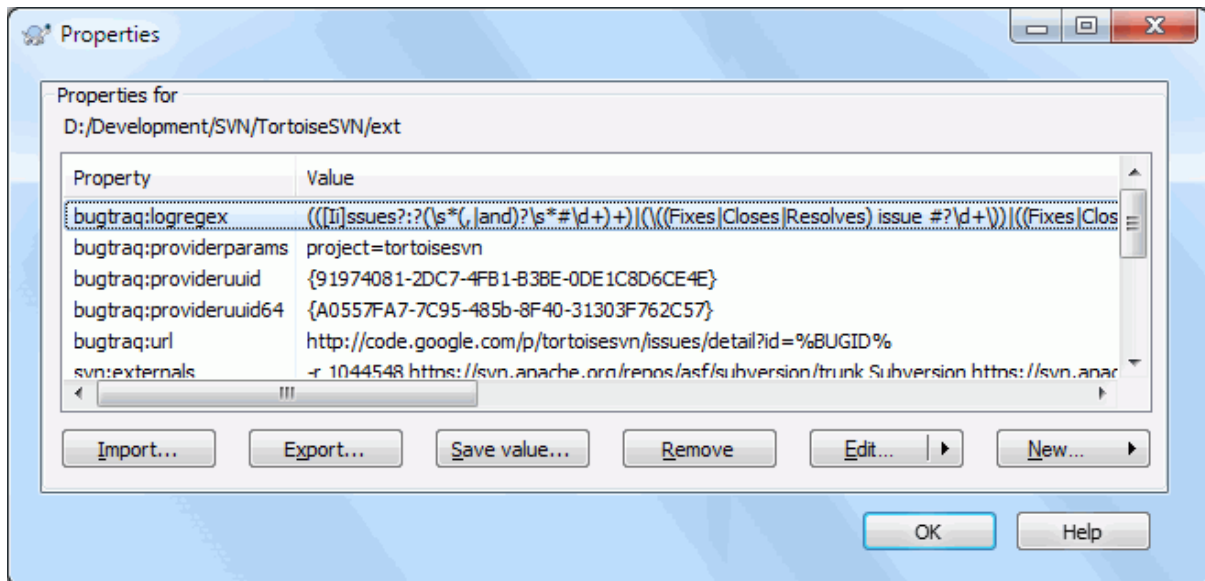 Properties
Properties for
D:/Development/SVN/TortoiseSVN/ext
Property Value
bugtraq:logregex (([Ii]ssues?:?(\s*(,|and)?\s*#\d+)+)|(\((Fixes|Closes|Resolves) issue #?\d+\))|((Fixes|Clos
bugtraq:providerparams project=tortoisesvn
bugtraq:provideruuid {91974081-2DC7-4FB1-B3BE-0DE1C8D6CE4E}
bugtraq:provideruuid64 {A0557FA7-7C95-485b-8F40-31303F762C57}
bugtraq:url http://code.google.com/p/tortoisesvn/issues/detail?id=%BUGID%
svn:externals -r 1044548 https://svn.apache.org/repos/asf/subversion/trunk Subversion https://svn.apac
Import... Export... Save value... Remove Edit... New...
OK Help